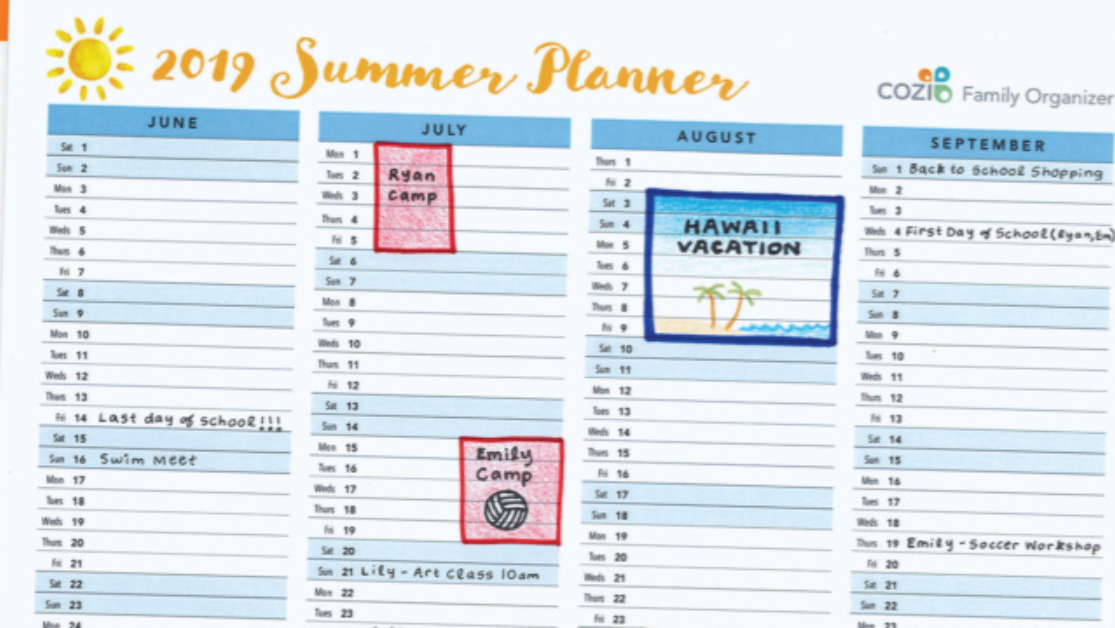 2019 Summer Planner
COZI Family Organizer
JUNE
Sat 1
Sun 2
Mon 3
Tues 4
Weds 5
Thurs 6
Fri 7
Sat 8
Sun 9
Mon 10
Tues 11
Weds 12
Thurs 13
Fri 14 Last day of school!!!
Sat 15
Sun 16 Swim Meet
Mon 17
Tues 18
Weds 19
Thurs 20
Fri 21
Sat 22
Sun 23
Mon 24
JULY
Mon 1
Tues 2
Weds 3
Thurs 4
Fri 5
Ryan
Camp
Sat 6
Sun 7
Mon 8
Tues 9
Weds 10
Thurs 11
Fri 12
Sat 13
Sun 14
Mon 15
Tues 16
Weds 17
Thurs 18
Fri 19
Emily
Camp
Sat 20
Sun 21 Lily - Art Class 10am
Mon 22
Tues 23
AUGUST
Thurs 1
Fri 2
Sat 3
Sun 4
Mon 5
Tues 6
Weds 7
Thurs 8
Fri 9
HAWAII
VACATION
Sat 10
Sun 11
Mon 12
Tues 13
Weds 14
Thurs 15
Fri 16
Sat 17
Sun 18
Mon 19
Tues 20
Weds 21
Thurs 22
Fri 23
SEPTEMBER
Sun 1 Back to School Shopping
Mon 2
Tues 3
Weds 4 First Day of School (Ryan, Em)
Thurs 5
Fri 6
Sat 7
Sun 8
Mon 9
Tues 10
Weds 11
Thurs 12
Fri 13
Sat 14
Sun 15
Mon 16
Tues 17
Weds 18
Thurs 19 Emily - Soccer Workshop
Fri 20
Sat 21
Sun 22
Mon 23